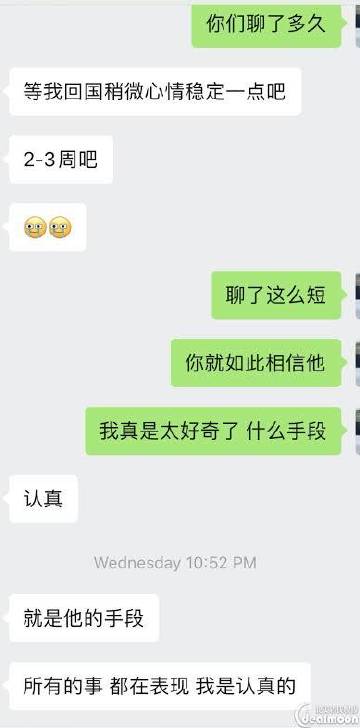 你们聊了多久
等我回国稍微心情稳定一点吧
2-3周吧
聊了这么短
你就如此相信他
我真是太好奇了 什么手段
认真
Wednesday 10:52 PM
就是他的手段
所有的事 都在表现 我是认真的
dealmoon